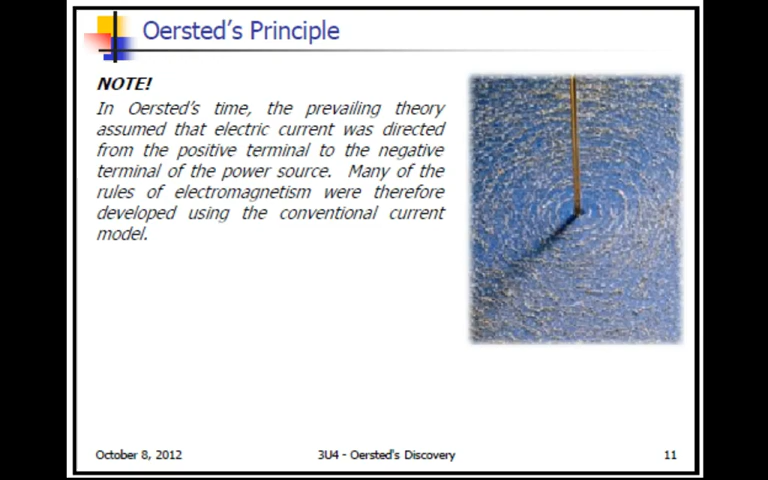 Oersted's Principle
NOTE!
In Oersted's time, the prevailing theory
assumed that electric current was directed
from the positive terminal to the negative
terminal of the power source. Many of the
rules of electromagnetism were therefore
developed using the conventional current
model.
October 8, 2012
3U4 - Oersted's Discovery
11